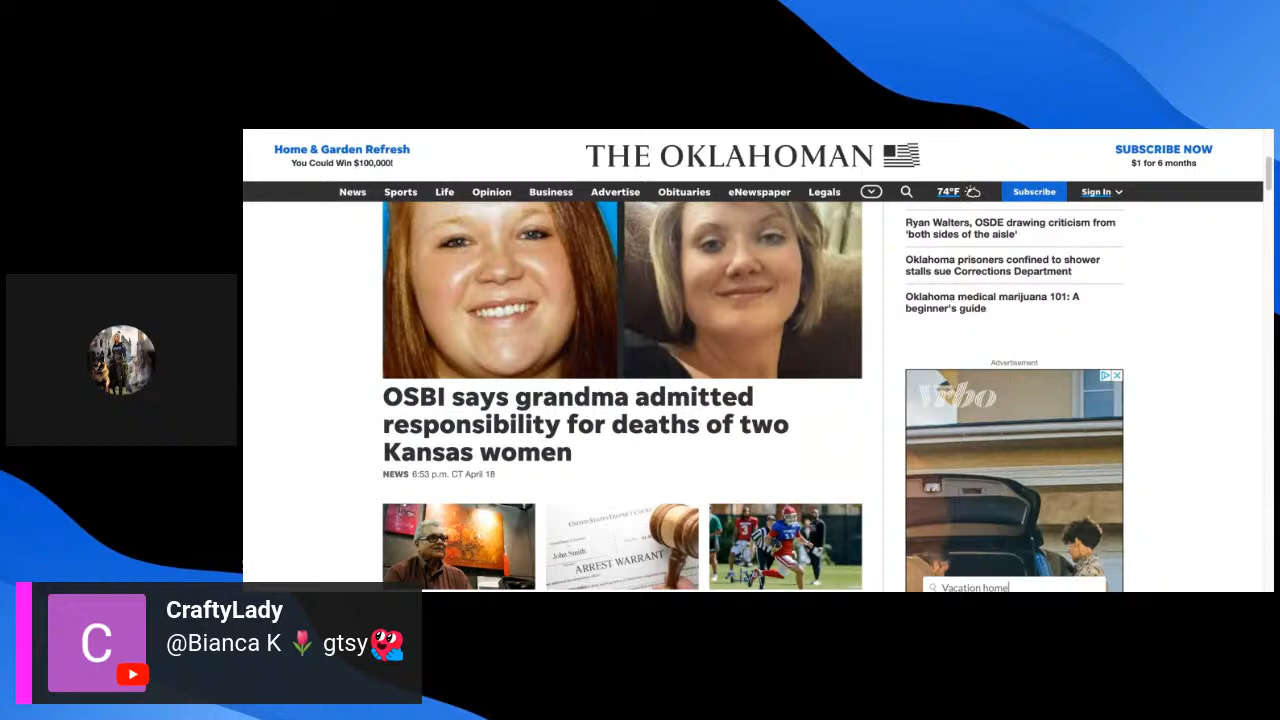 Home & Garden Refresh
You Could Win $100,000!
THE OKLAHOMAN
SUBSCRIBE NOW
$1 for 6 months
News Sports Life Opinion Business Advertise Obituaries eNewspaper Legals 74°F Subscribe Sign In
Ryan Walters, OSDE drawing criticism from
'both sides of the aisle'
Oklahoma prisoners confined to shower
stalls sue Corrections Department
Oklahoma medical marijuana 101: A
beginner's guide
Advertisement
Vrbo
OSBI says grandma admitted
responsibility for deaths of two
Kansas women
NEWS 6:53 p.m. CT April 18
UNITED STATES DISTRICT COURT
John Smith
ARREST WARRANT
Vacation home
C
CraftyLady
@Bianca K 🌷 gtsy